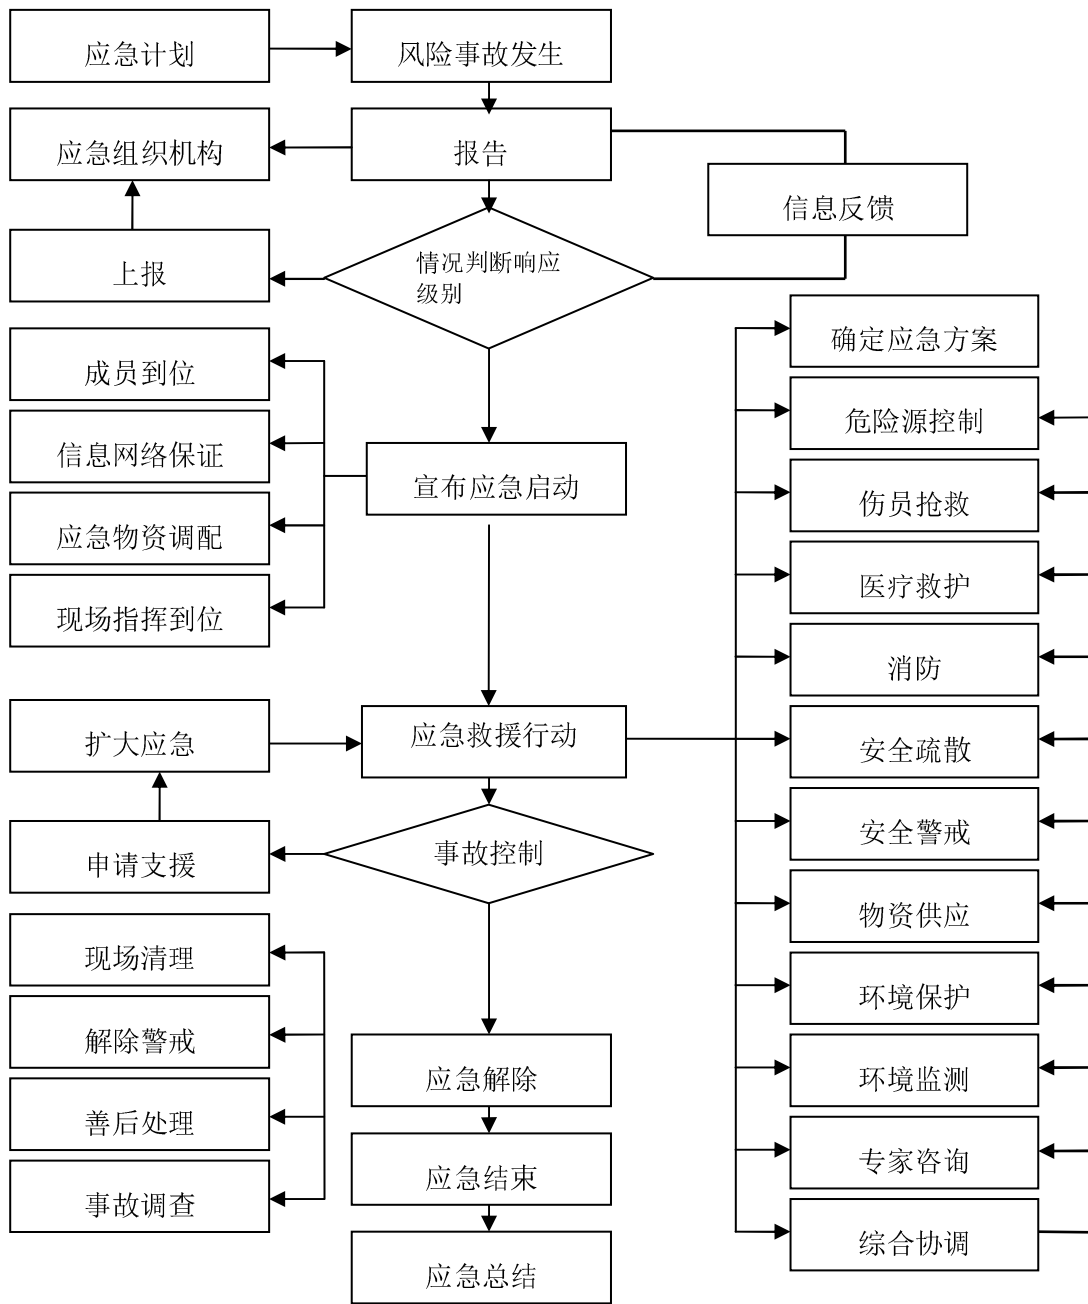 应急计划
风险事故发生
应急组织机构
报告
信息反馈
上报
情况判断响应
级别
确定应急方案
成员到位
危险源控制
信息网络保证
宣布应急启动
伤员抢救
应急物资调配
医疗救护
现场指挥到位
消防
扩大应急
应急救援行动
安全疏散
安全警戒
申请支援
事故控制
物资供应
现场清理
环境保护
解除警戒
应急解除
环境监测
善后处理
应急结束
专家咨询
事故调查
综合协调
应急总结